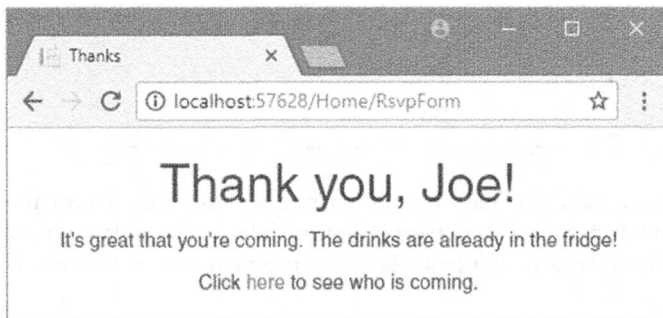 Thanks
localhost:57628/Home/RsvpForm
Thank you, Joe!
It's great that you're coming. The drinks are already in the fridge!
Click here to see who is coming.